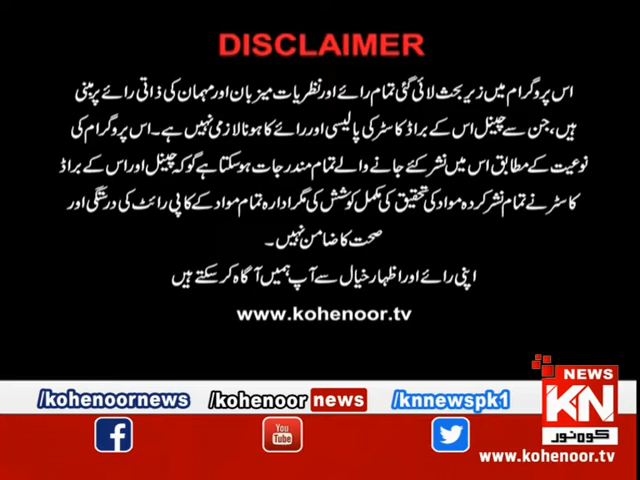 DISCLAIMER
اس پروگرام میں زیر بحث لائی گئی تمام رائے اور نظریات میزبان اور مہمان کی ذاتی رائے پر مبنی
ہیں، جن سے چینل اس کے براڈ کاسٹر کی پالیسی اور رائے کا ہونا لازمی نہیں ہے۔ اس پروگرام کی
نوعیت کے مطابق اس میں نشر کئے جانے والے تمام مندرجات ہو سکتا ہے گو کہ چینل اور اس کے براڈ
کاسٹر نے تمام نشر کردہ مواد کی تحقیق کی مکمل کوشش کی مگر ادارہ تمام مواد کے کاپی رائٹ کی درستگی اور
صحت کا ضامن نہیں۔
اپنی رائے اور اظہار خیال سے آپ ہمیں آگاہ کر سکتے ہیں
www.kohenoor.tv
/kohenoornews
/kohenoor news
/knnewspk1
You Tube
NEWS
KN
کوہ نور
www.kohenoor.tv